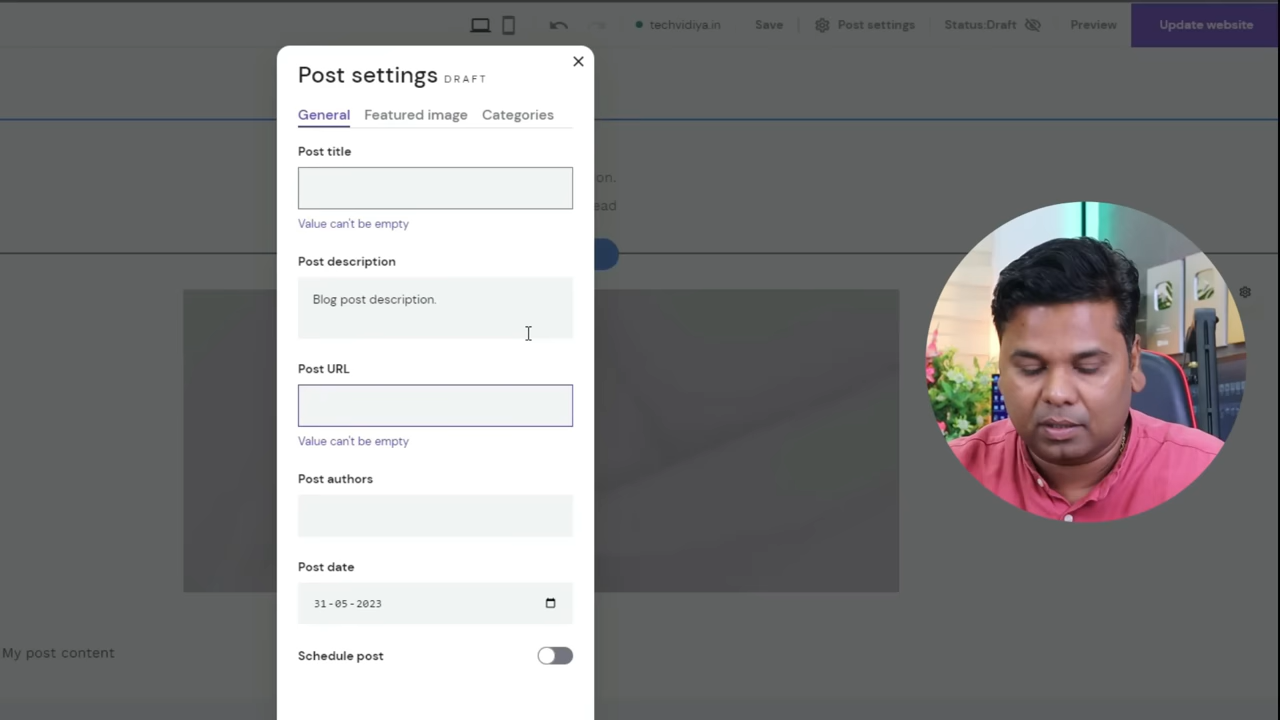 techvidiya.in
Save
Post settings
Status:Draft
Preview
Update website
Post settings DRAFT
General
Featured image
Categories
Post title
Value can't be empty
on.
ead
Post description
Blog post description.
Post URL
Value can't be empty
Post authors
Post date
31-05-2023
Schedule post
My post content